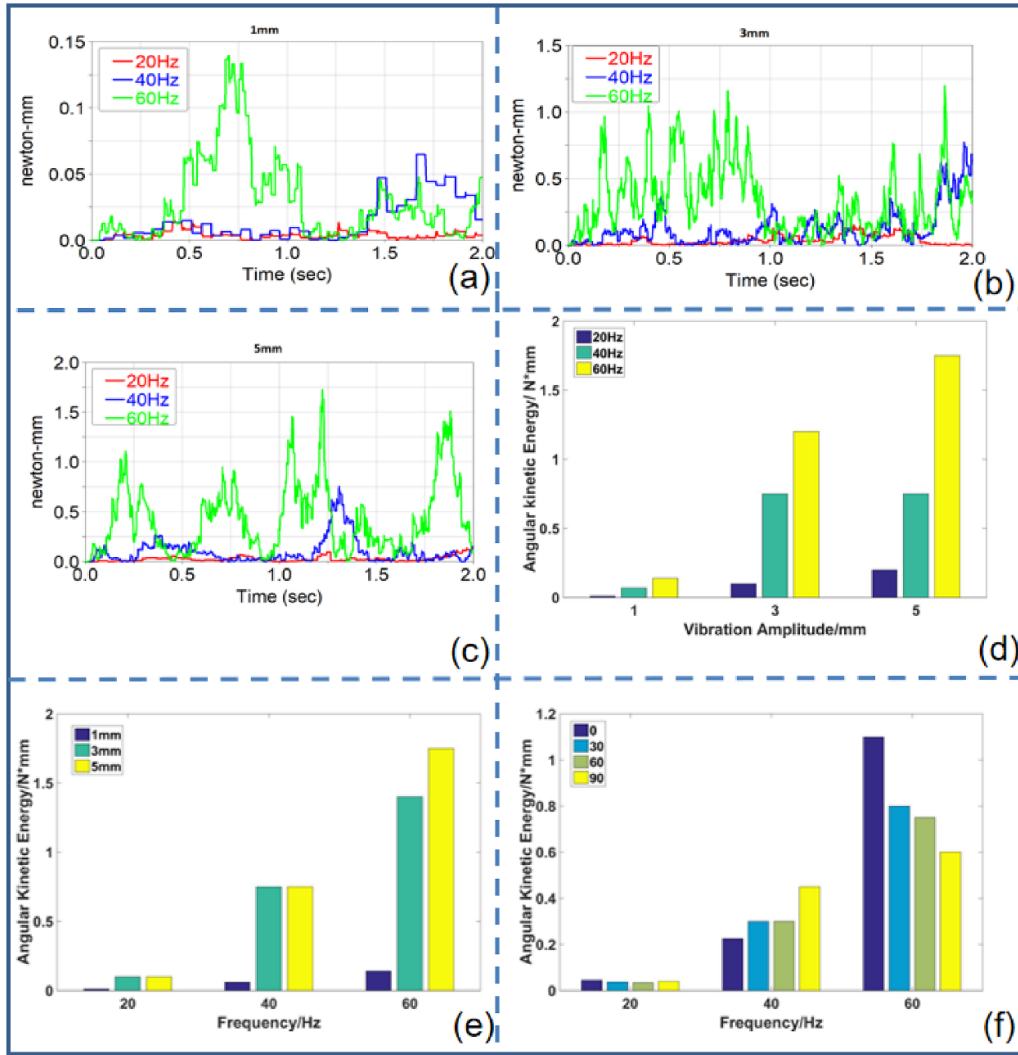 1mm
0.15
20Hz
40Hz
60Hz
0.1
0.05
0.0
newton-mm
0.0 0.5 1.0 1.5 2.0
Time (sec)
(a)
3mm
1.5
20Hz
40Hz
60Hz
1.0
0.5
0.0
newton-mm
0.0 0.5 1.0 1.5 2.0
Time (sec)
(b)
5mm
2.0
20Hz
40Hz
60Hz
1.5
1.0
0.5
0.0
newton-mm
0.0 0.5 1.0 1.5 2.0
Time (sec)
(c)
2
20Hz
40Hz
60Hz
1.5
1
0.5
0
Angular kinetic Energy/ N*mm
1 3 5
Vibration Amplitude/mm
(d)
2
1mm
3mm
5mm
1.5
1
0.5
0
Angular Kinetic Energy/N*mm
20 40 60
Frequency/Hz
(e)
1.2
0
30
60
90
1
0.8
0.6
0.4
0.2
0
Angular Kinetic Energy/N*mm
20 40 60
Frequency/Hz
(f)